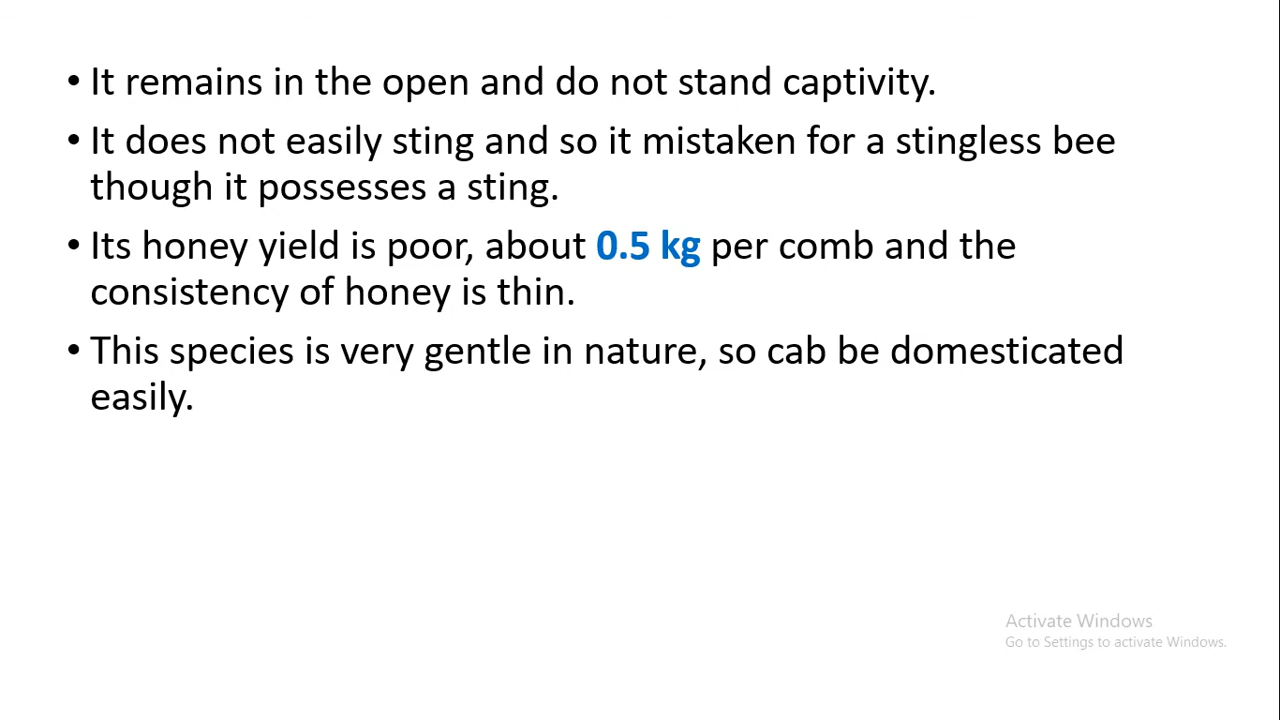 • It remains in the open and do not stand captivity.
• It does not easily sting and so it mistaken for a stingless bee
though it possesses a sting.
• Its honey yield is poor, about 0.5 kg per comb and the
consistency of honey is thin.
• This species is very gentle in nature, so cab be domesticated
easily.
Activate Windows
Go to Settings to activate Windows.